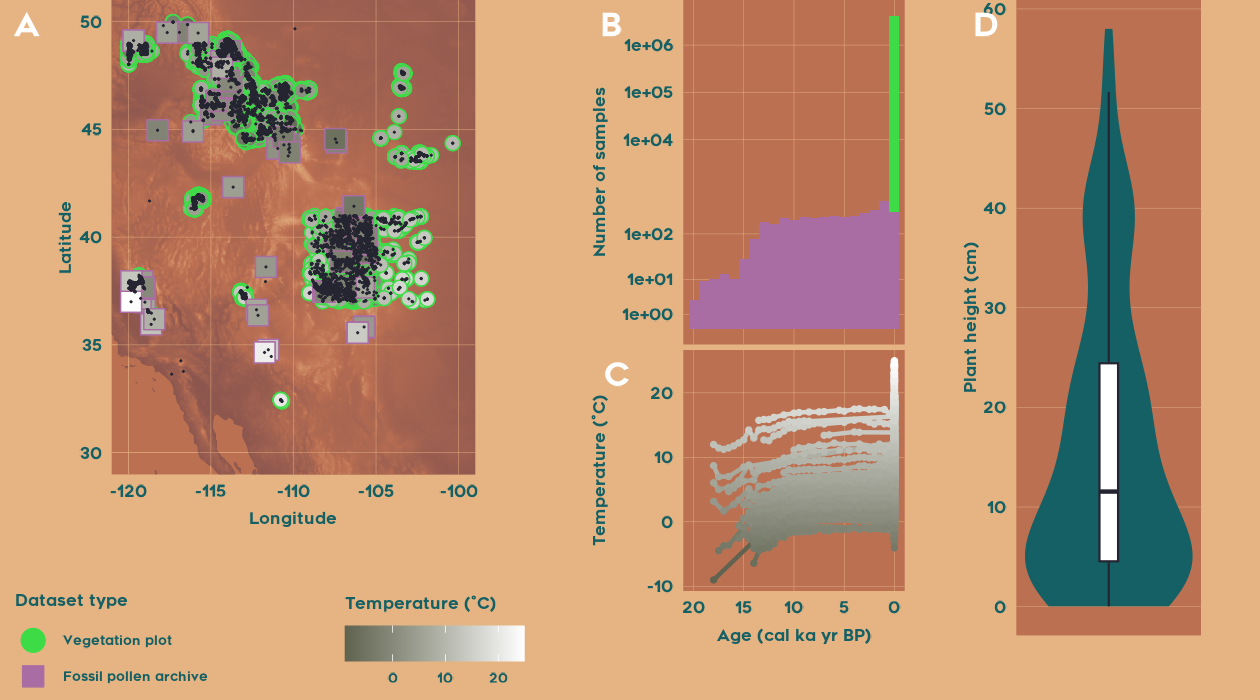 A
50
45
40
35
30
Latitude
-120 -115 -110 -105 -100
Longitude
Dataset type
Vegetation plot
Fossil pollen archive
Temperature (°C)
0 10 20
B
1e+06
1e+05
1e+04
1e+02
1e+01
1e+00
Number of samples
C
20
10
0
-10
Temperature (°C)
20 15 10 5 0
Age (cal ka yr BP)
D
60
50
40
30
20
10
0
Plant height (cm)